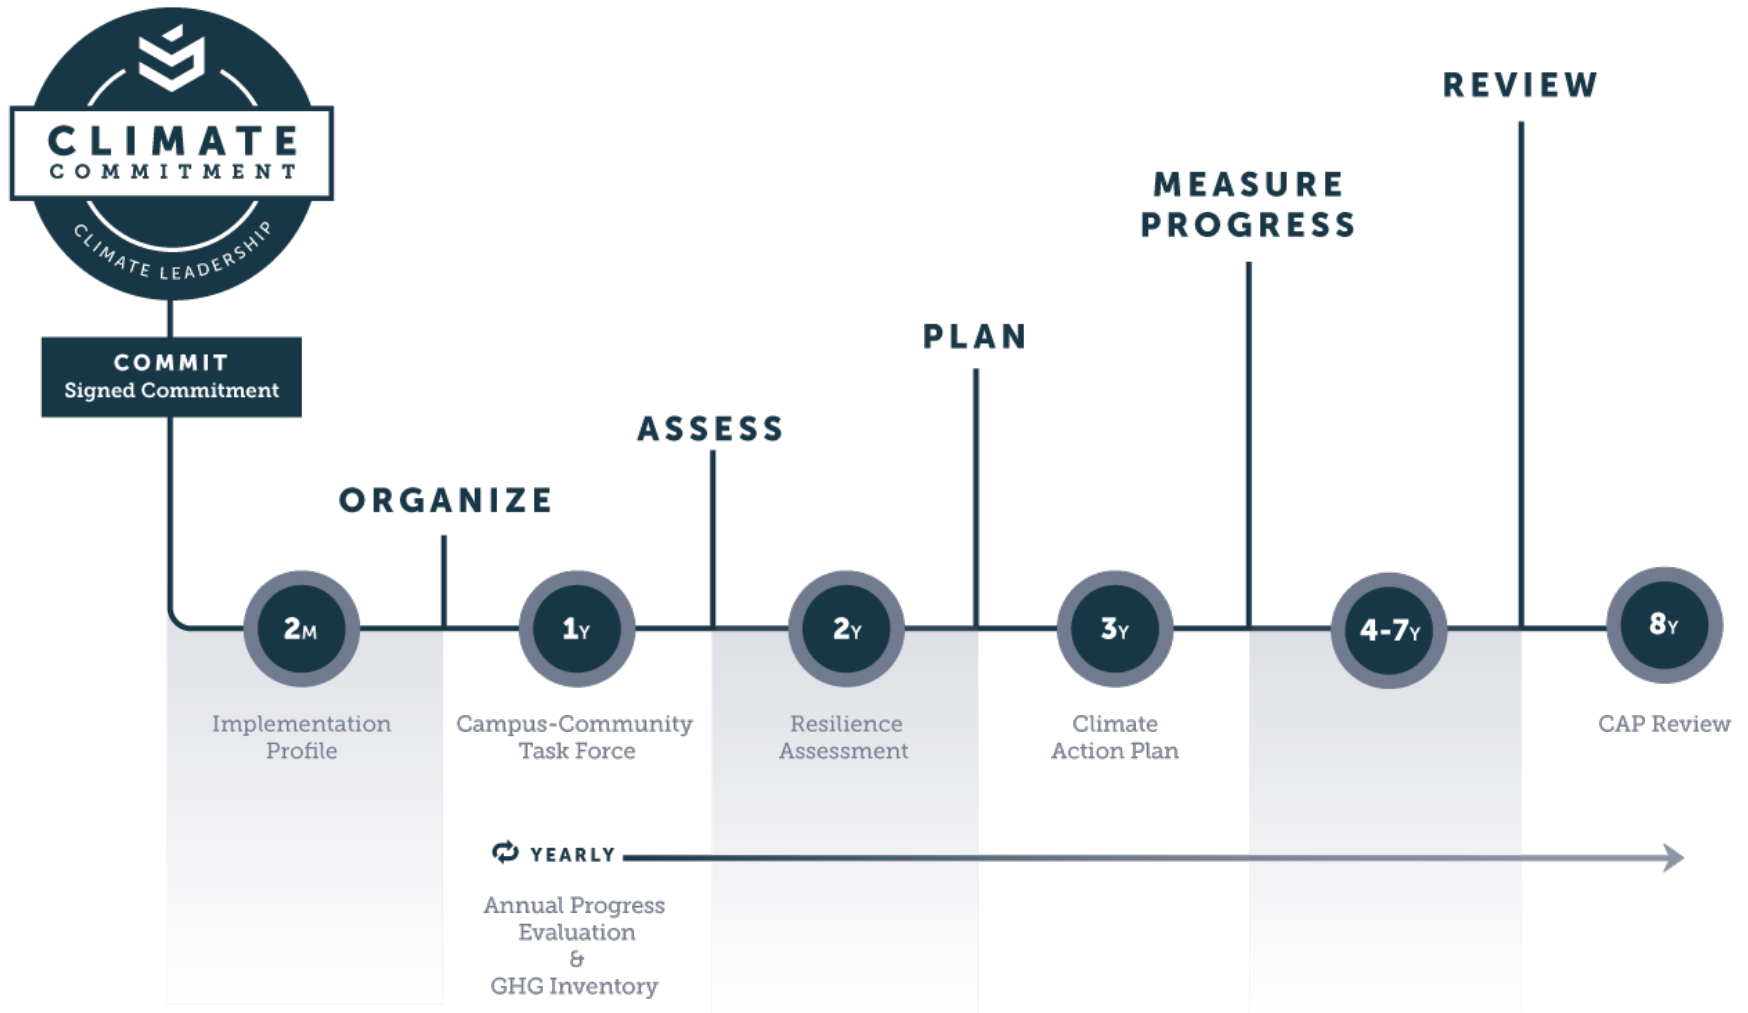 CLIMATE
COMMITMENT
CLIMATE LEADERSHIP
COMMIT
Signed Commitment
ORGANIZE
ASSESS
PLAN
MEASURE
PROGRESS
REVIEW
2M
1Y
2Y
3Y
4-7Y
8Y
Implementation
Profile
Campus-Community
Task Force
Resilience
Assessment
Climate
Action Plan
CAP Review
YEARLY
Annual Progress
Evaluation
&
GHG Inventory